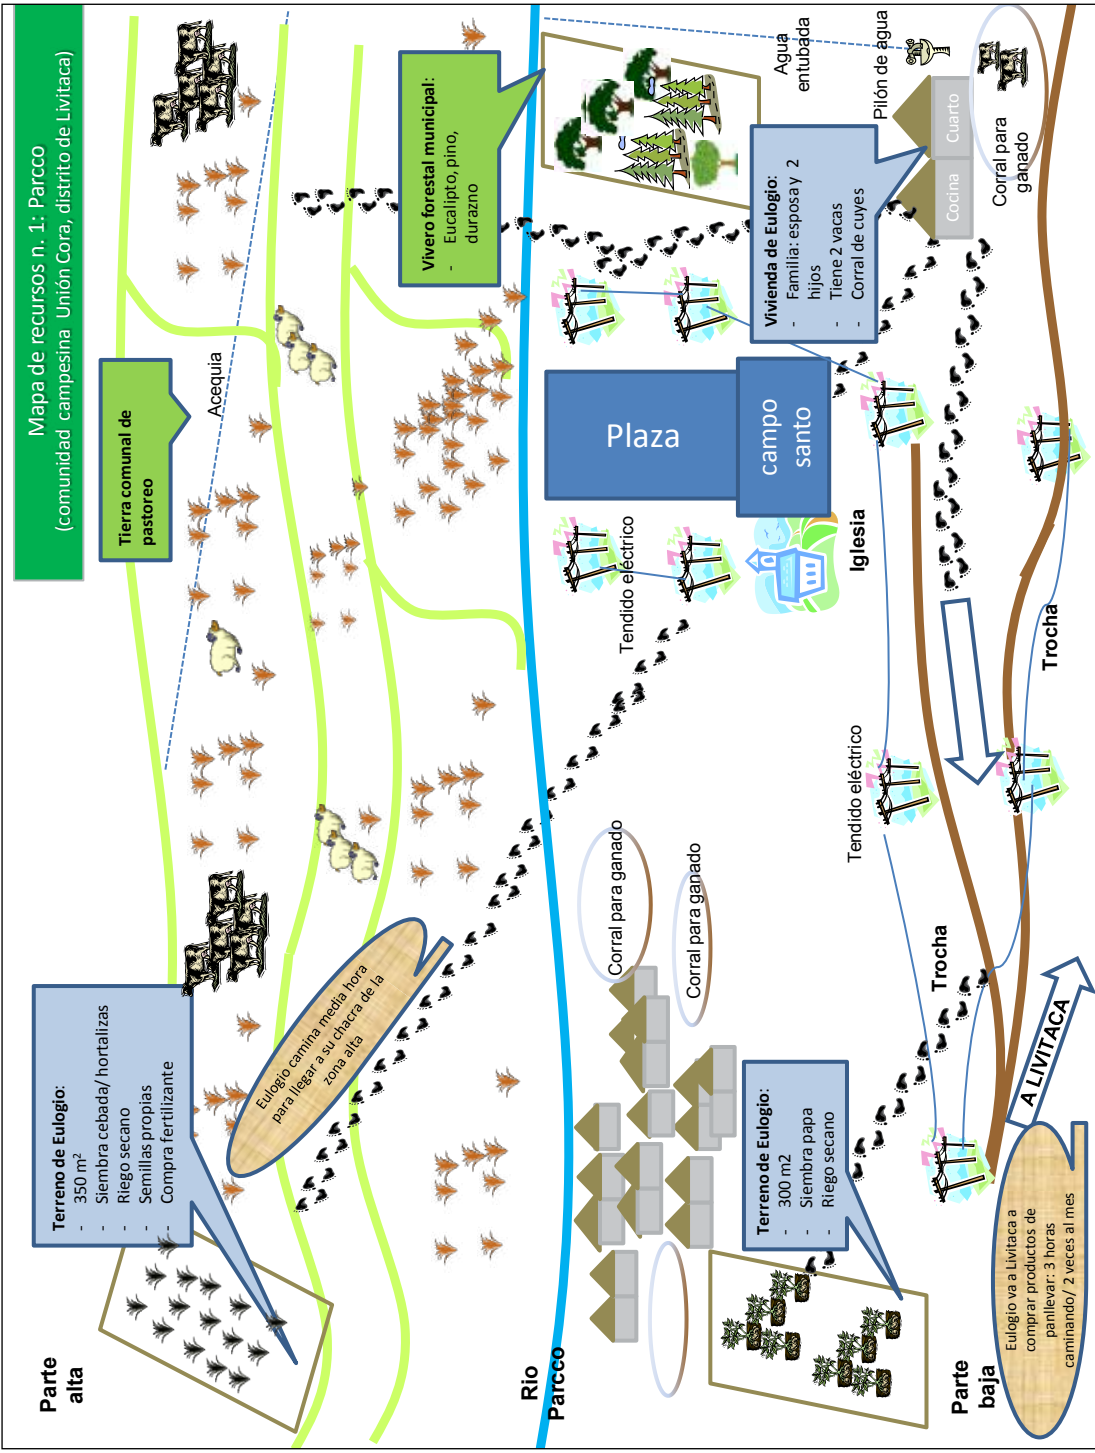 Mapa de recursos n. 1: Parcco
(comunidad campesina Unión Cora, distrito de Livitaca)
Parte
alta
Terreno de Eulogio:
- 350 m²
- Siembra cebada/ hortalizas
- Riego secano
- Semillas propias
- Compra fertilizante
Tierra comunal de
pastoreo
Acequia
Eulogio camina media hora
para llegar a su chacra de la
zona alta
Vivero forestal municipal:
- Eucalipto, pino,
durazno
Rio
Parcco
Corral para ganado
Corral para ganado
Tendido eléctrico
Plaza
campo
santo
Iglesia
Agua
entubada
Vivienda de Eulogio:
- Familia: esposa y 2
hijos
- Tiene 2 vacas
- Corral de cuyes
Pilón de agua
Cocina
Cuarto
Corral para
ganado
Terreno de Eulogio:
- 300 m2
- Siembra papa
- Riego secano
Tendido eléctrico
Trocha
Trocha
Parte
baja
Eulogio va a Livitaca a
comprar productos de
panllevar: 3 horas
caminando/ 2 veces al mes
A LIVITACA